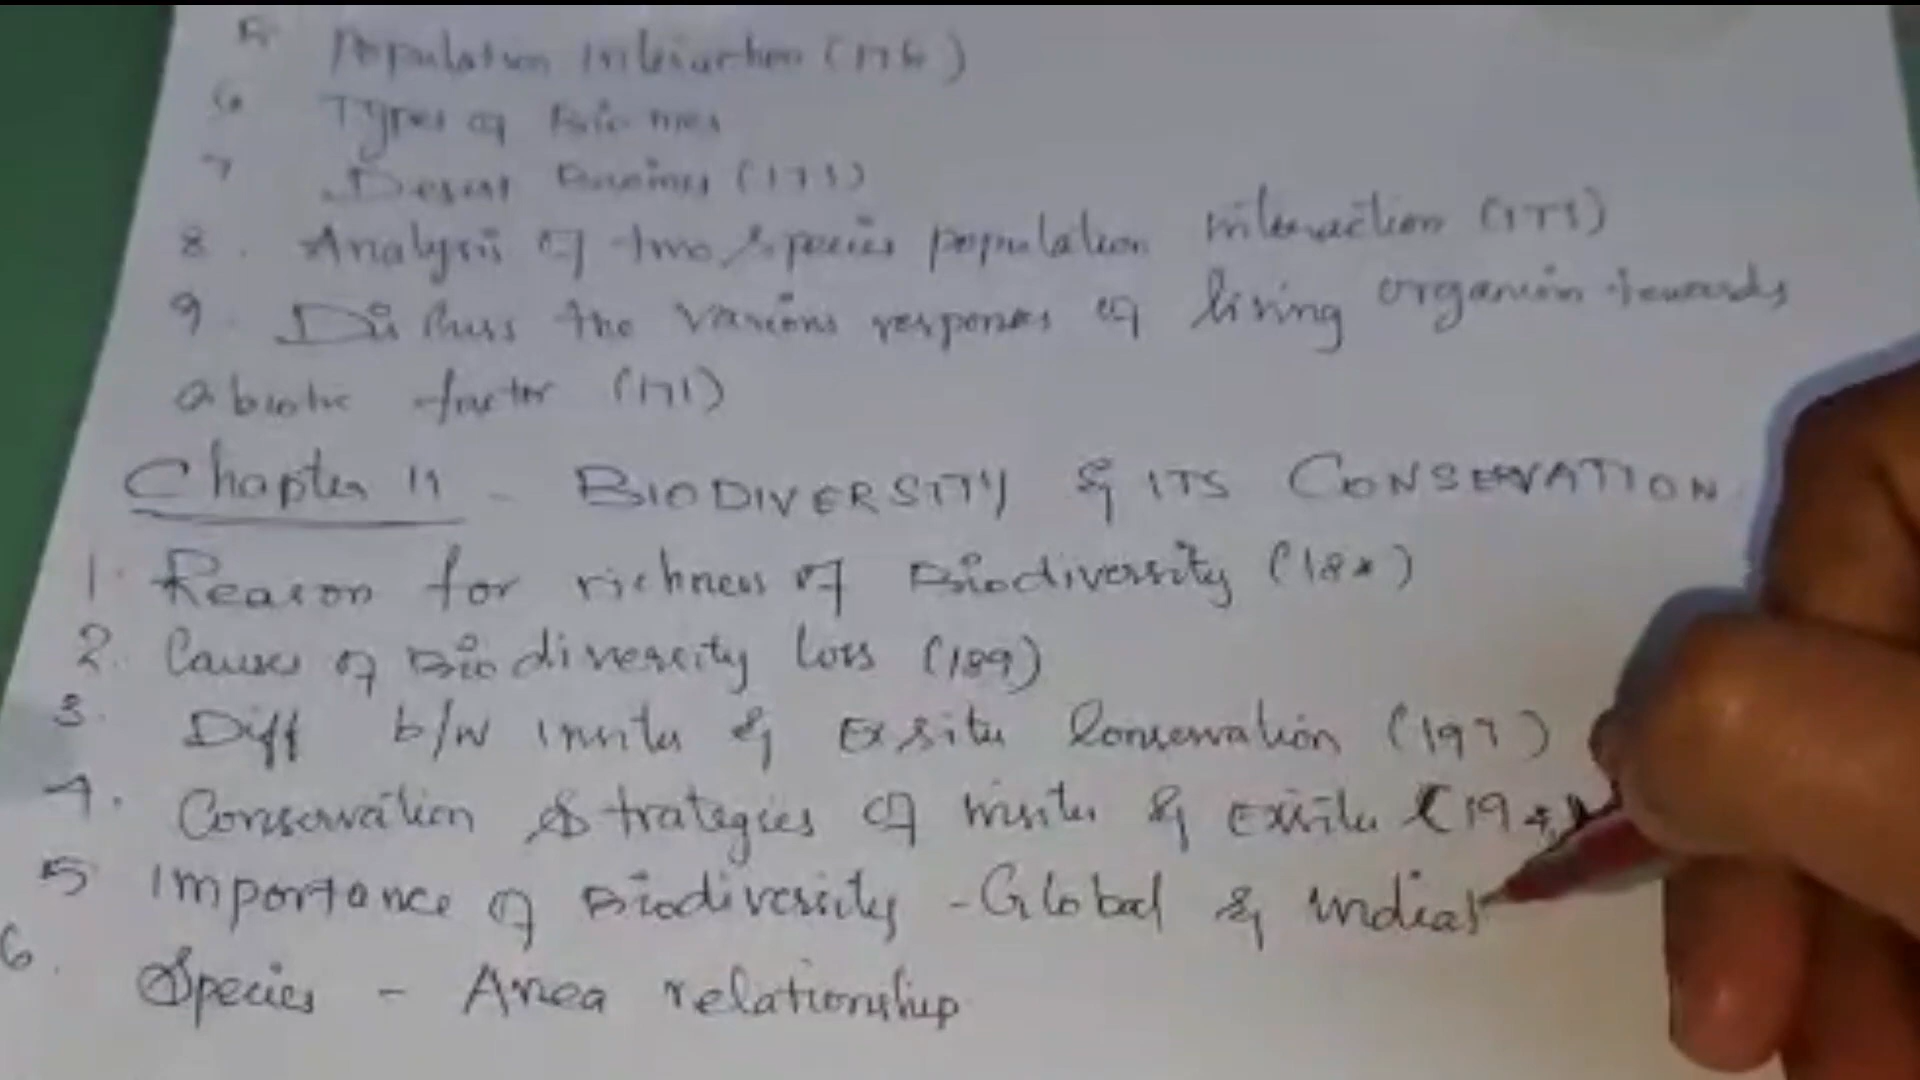 5. Population Interaction (176)
6 Types of Biomes
7 Desert Biomes (173)
8. Analysis of two species population interaction (175)
9. Discuss the various responses of living organism towards
abiotic factor (171)
Chapter 11 - BIODIVERSITY & ITS CONSERVATION
1. Reason for richness of Biodiversity (18*)
2. Causes of Biodiversity loss (189)
3. Diff b/w insitu & Exsitu Conservation (197)
4. Conservation Strategies of insitu & exsitu
5 Importance of Biodiversity - Global & India
6. Species - Area relationship